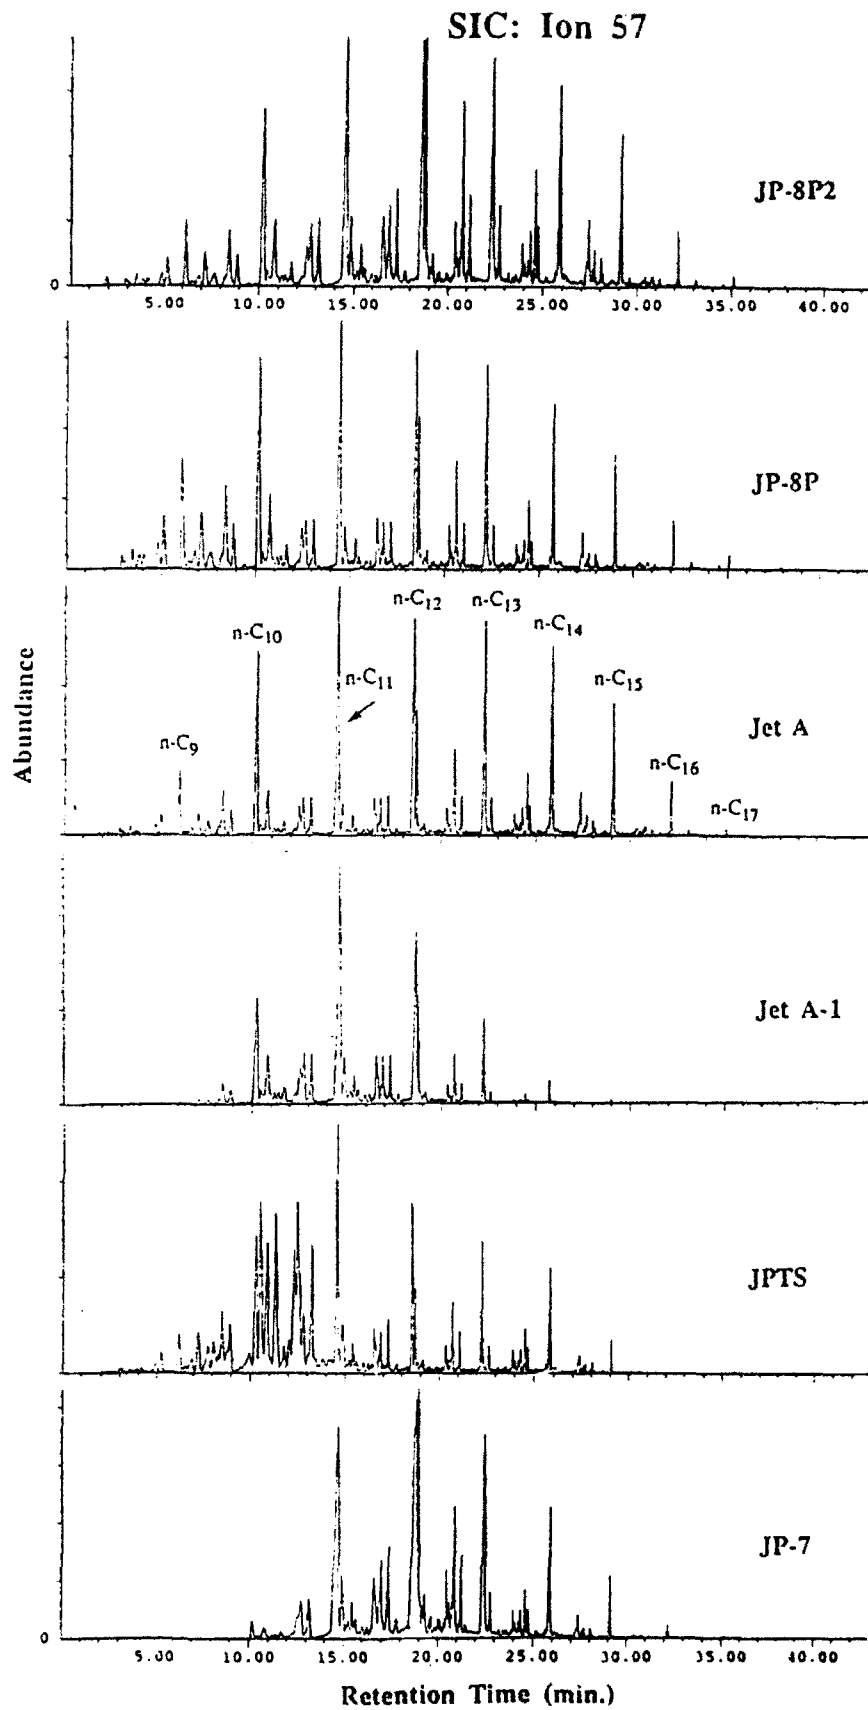 SIC: Ion 57
JP-8P2
0
5.00 10.00 15.00 20.00 25.00 30.00 35.00 40.00
JP-8P
n-C12 n-C13
n-C10
n-C14
n-C11
n-C15
Jet A
n-C9
n-C16
n-C17
Abundance
Jet A-1
JPTS
JP-7
0
5.00 10.00 15.00 20.00 25.00 30.00 35.00 40.00
Retention Time (min.)